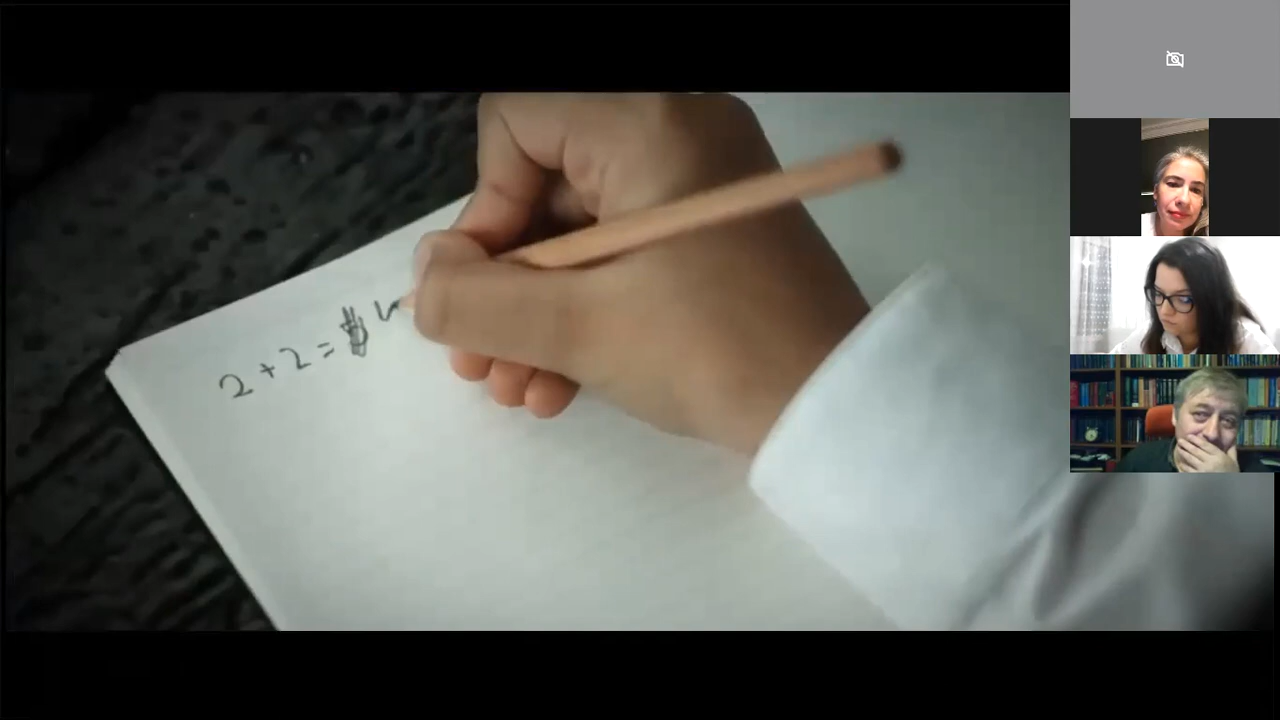 2 + 2 =